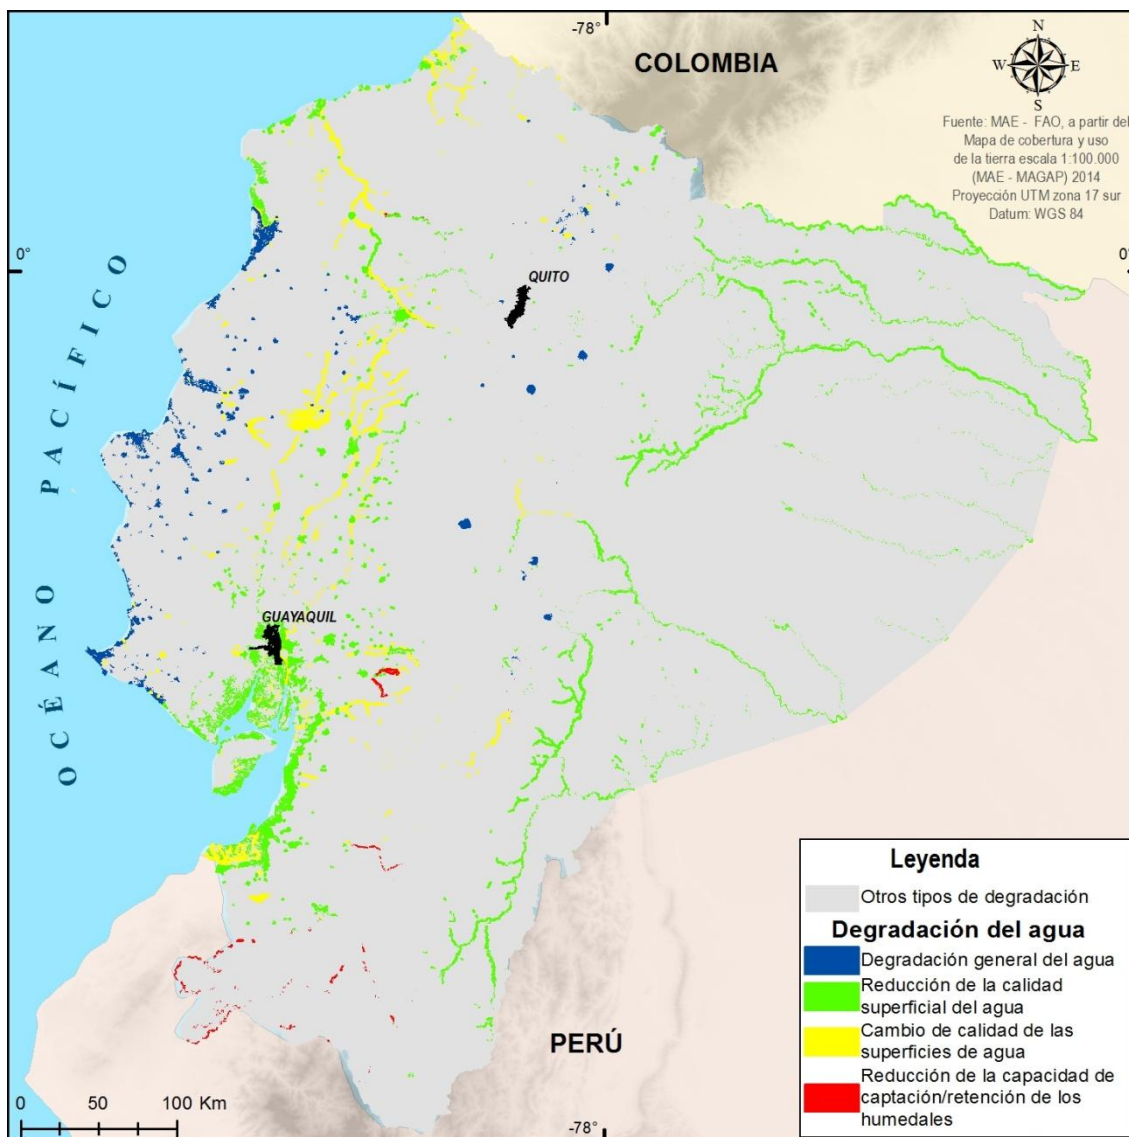 -78°
COLOMBIA
N
W
E
S
Fuente: MAE - FAO, a partir del
Mapa de cobertura y uso
de la tierra escala 1:100.000
(MAE - MAGAP) 2014
Proyección UTM zona 17 sur
Datum: WGS 84
0°
0°
QUITO
OCÉANO PACÍFICO
GUAYAQUIL
PERÚ
Leyenda
Otros tipos de degradación
Degradación del agua
Degradación general del agua
Reducción de la calidad
superficial del agua
Cambio de calidad de las
superficies de agua
Reducción de la capacidad de
captación/retención de los
humedales
0 50 100 Km
-78°